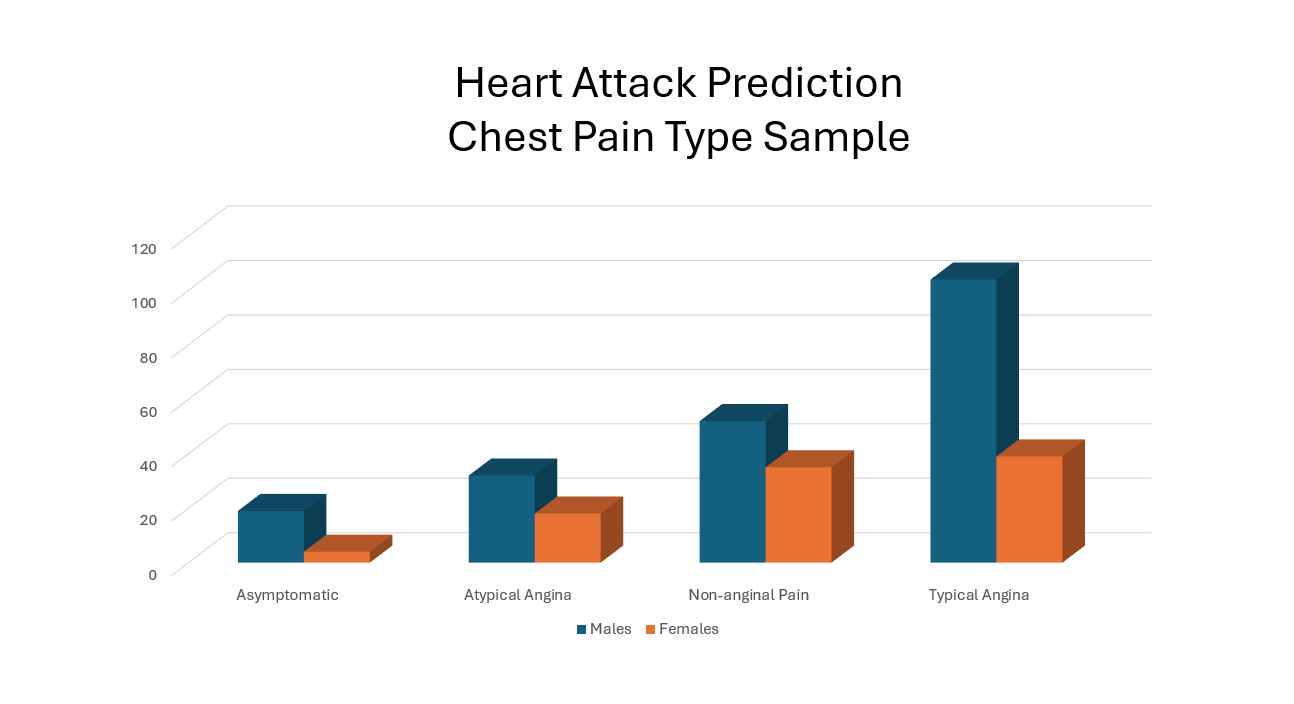 Heart Attack Prediction
Chest Pain Type Sample
120
100
80
60
40
20
0
Asymptomatic Atypical Angina Non-anginal Pain Typical Angina
Males Females